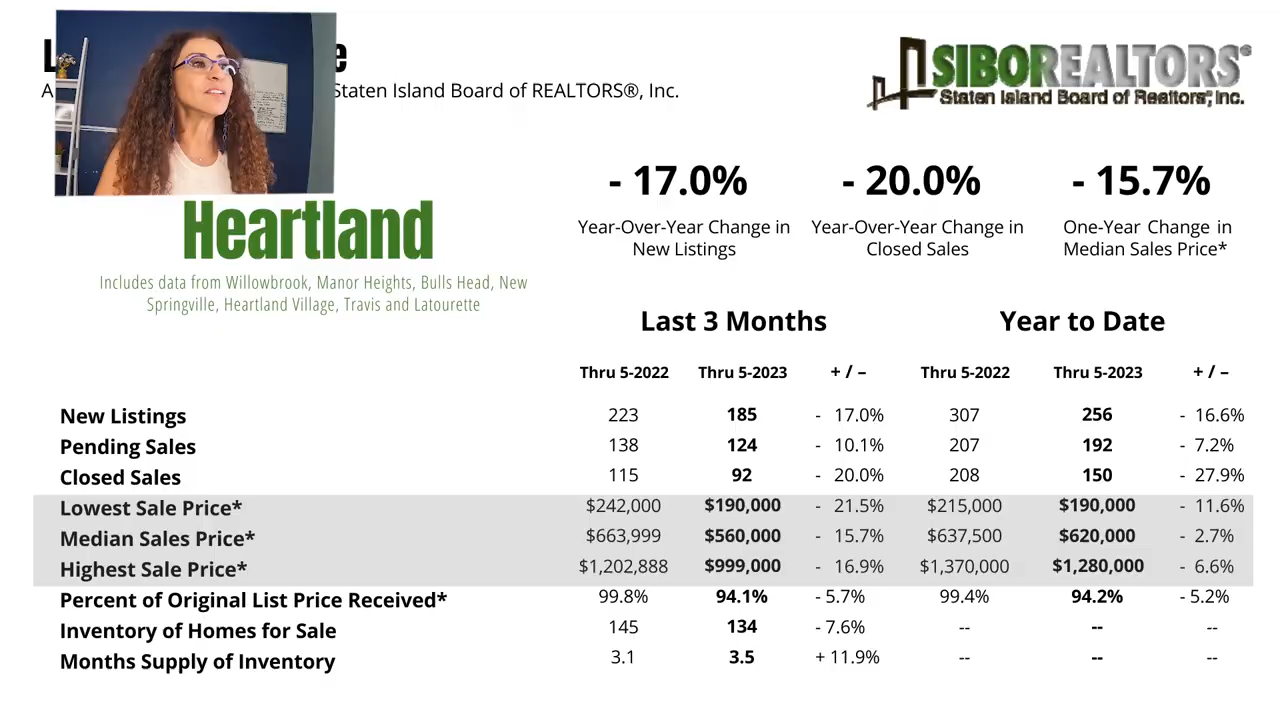 Staten Island Board of REALTORS®, Inc.
SIBOREALTORS®
Staten Island Board of Realtors®, Inc.
- 17.0% - 20.0% - 15.7%
Year-Over-Year Change in Year-Over-Year Change in One-Year Change in
New Listings Closed Sales Median Sales Price*
Heartland
Includes data from Willowbrook, Manor Heights, Bulls Head, New
Springville, Heartland Village, Travis and Latourette
Last 3 Months Year to Date
Thru 5-2022 Thru 5-2023 + / – Thru 5-2022 Thru 5-2023 + / –
New Listings 223 185 - 17.0% 307 256 - 16.6%
Pending Sales 138 124 - 10.1% 207 192 - 7.2%
Closed Sales 115 92 - 20.0% 208 150 - 27.9%
Lowest Sale Price* $242,000 $190,000 - 21.5% $215,000 $190,000 - 11.6%
Median Sales Price* $663,999 $560,000 - 15.7% $637,500 $620,000 - 2.7%
Highest Sale Price* $1,202,888 $999,000 - 16.9% $1,370,000 $1,280,000 - 6.6%
Percent of Original List Price Received* 99.8% 94.1% - 5.7% 99.4% 94.2% - 5.2%
Inventory of Homes for Sale 145 134 - 7.6% -- -- --
Months Supply of Inventory 3.1 3.5 + 11.9% -- -- --